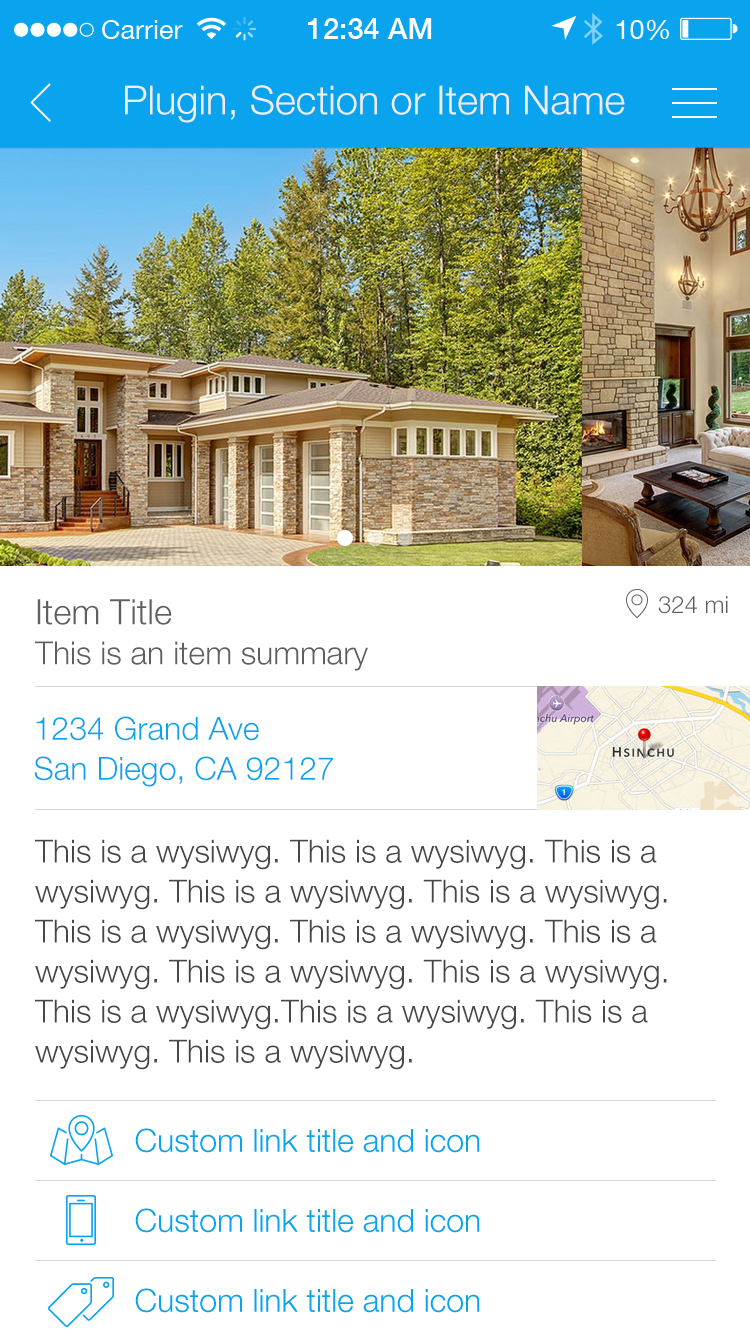 Carrier 12:34 AM 10%
Plugin, Section or Item Name
Item Title
324 mi
This is an item summary
1234 Grand Ave
San Diego, CA 92127
nchu Airport
HSINCHU
1
This is a wysiwyg. This is a wysiwyg. This is a
wysiwyg. This is a wysiwyg. This is a wysiwyg.
This is a wysiwyg. This is a wysiwyg. This is a
wysiwyg. This is a wysiwyg. This is a wysiwyg.
This is a wysiwyg.This is a wysiwyg. This is a
wysiwyg. This is a wysiwyg.
Custom link title and icon
Custom link title and icon
Custom link title and icon